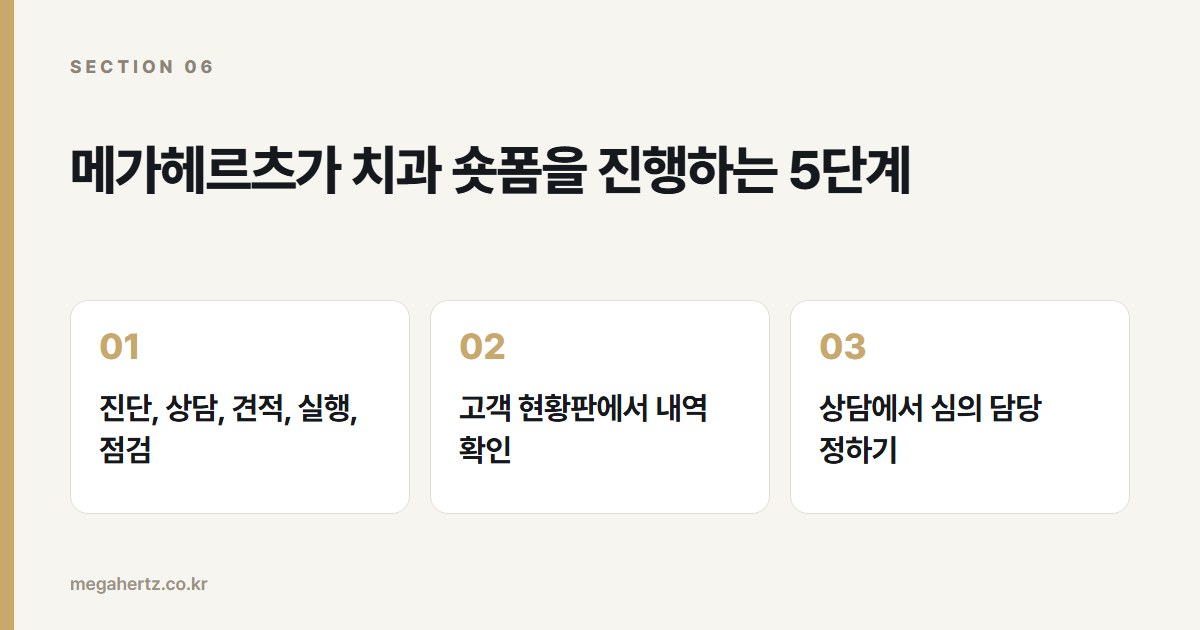 SECTION 06
메가헤르츠가 치과 숏폼을 진행하는 5단계
01
진단, 상담, 견적, 실행,
점검
02
고객 현황판에서 내역
확인
03
상담에서 심의 담당
정하기
megahertz.co.kr